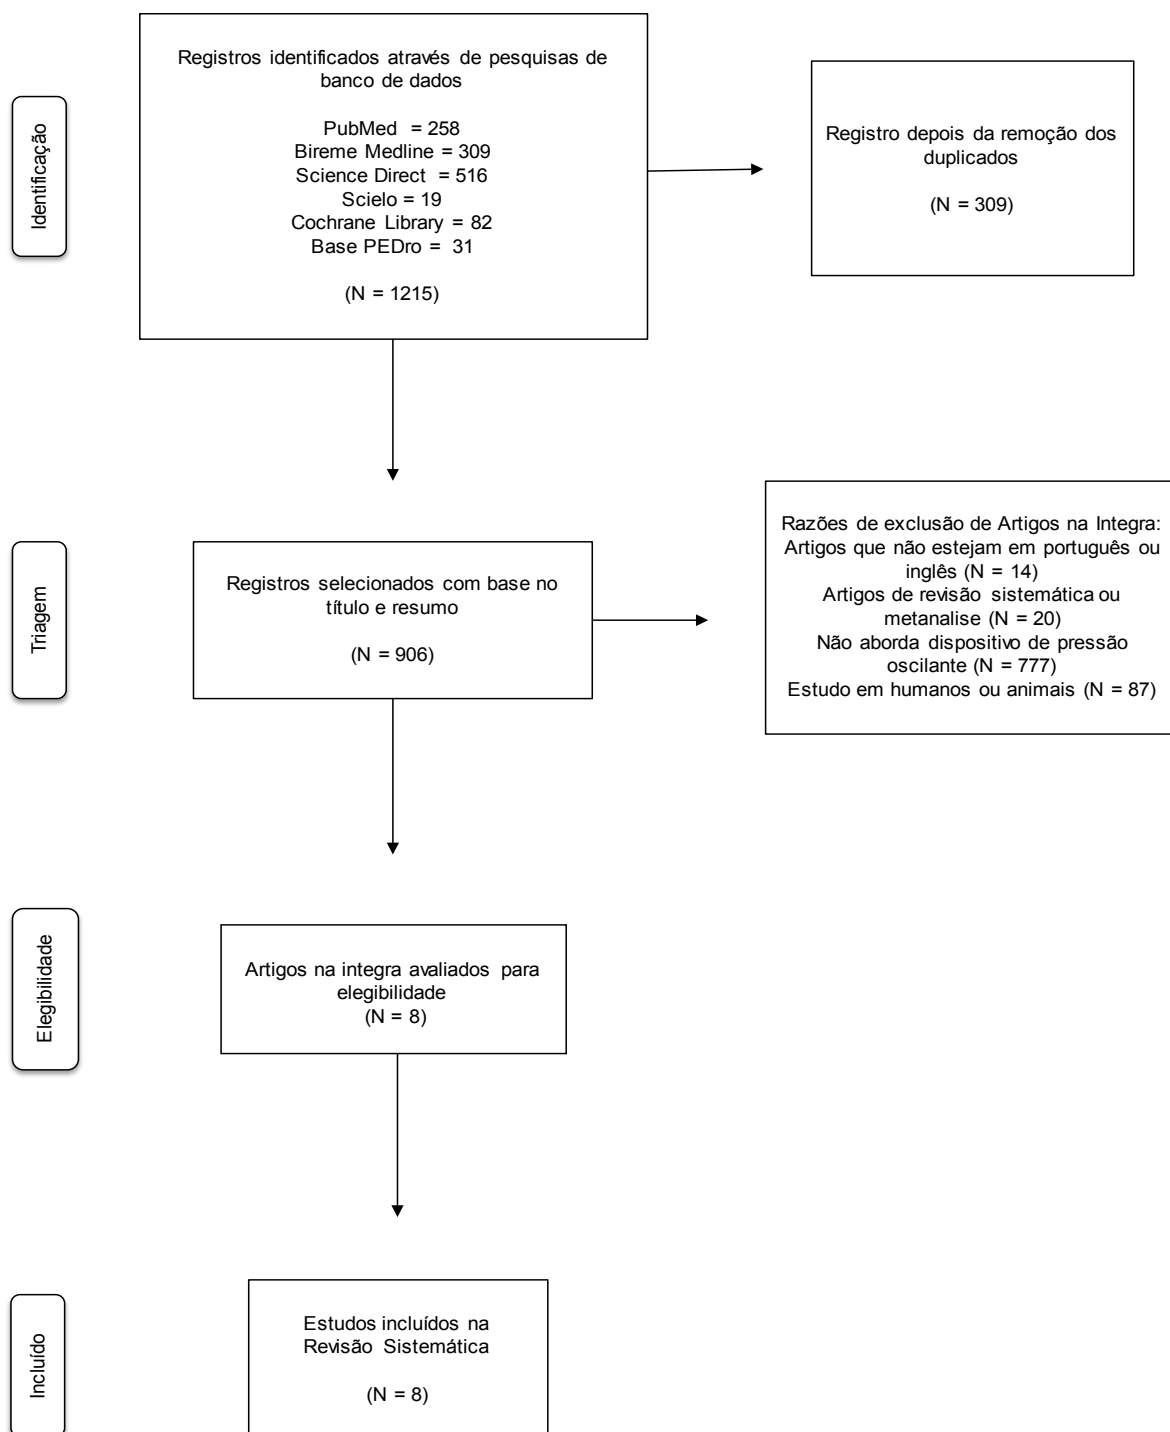 Identificação
Registros identificados através de pesquisas de
banco de dados
PubMed = 258
Bireme Medline = 309
Science Direct = 516
Scielo = 19
Cochrane Library = 82
Base PEDro = 31
(N = 1215)
Registro depois da remoção dos
duplicados
(N = 309)
Triagem
Registros selecionados com base no
título e resumo
(N = 906)
Razões de exclusão de Artigos na Integra:
Artigos que não estejam em português ou
inglês (N = 14)
Artigos de revisão sistemática ou
metanalise (N = 20)
Não aborda dispositivo de pressão
oscilante (N = 777)
Estudo em humanos ou animais (N = 87)
Elegibilidade
Artigos na integra avaliados para
elegibilidade
(N = 8)
Incluído
Estudos incluídos na
Revisão Sistemática
(N = 8)